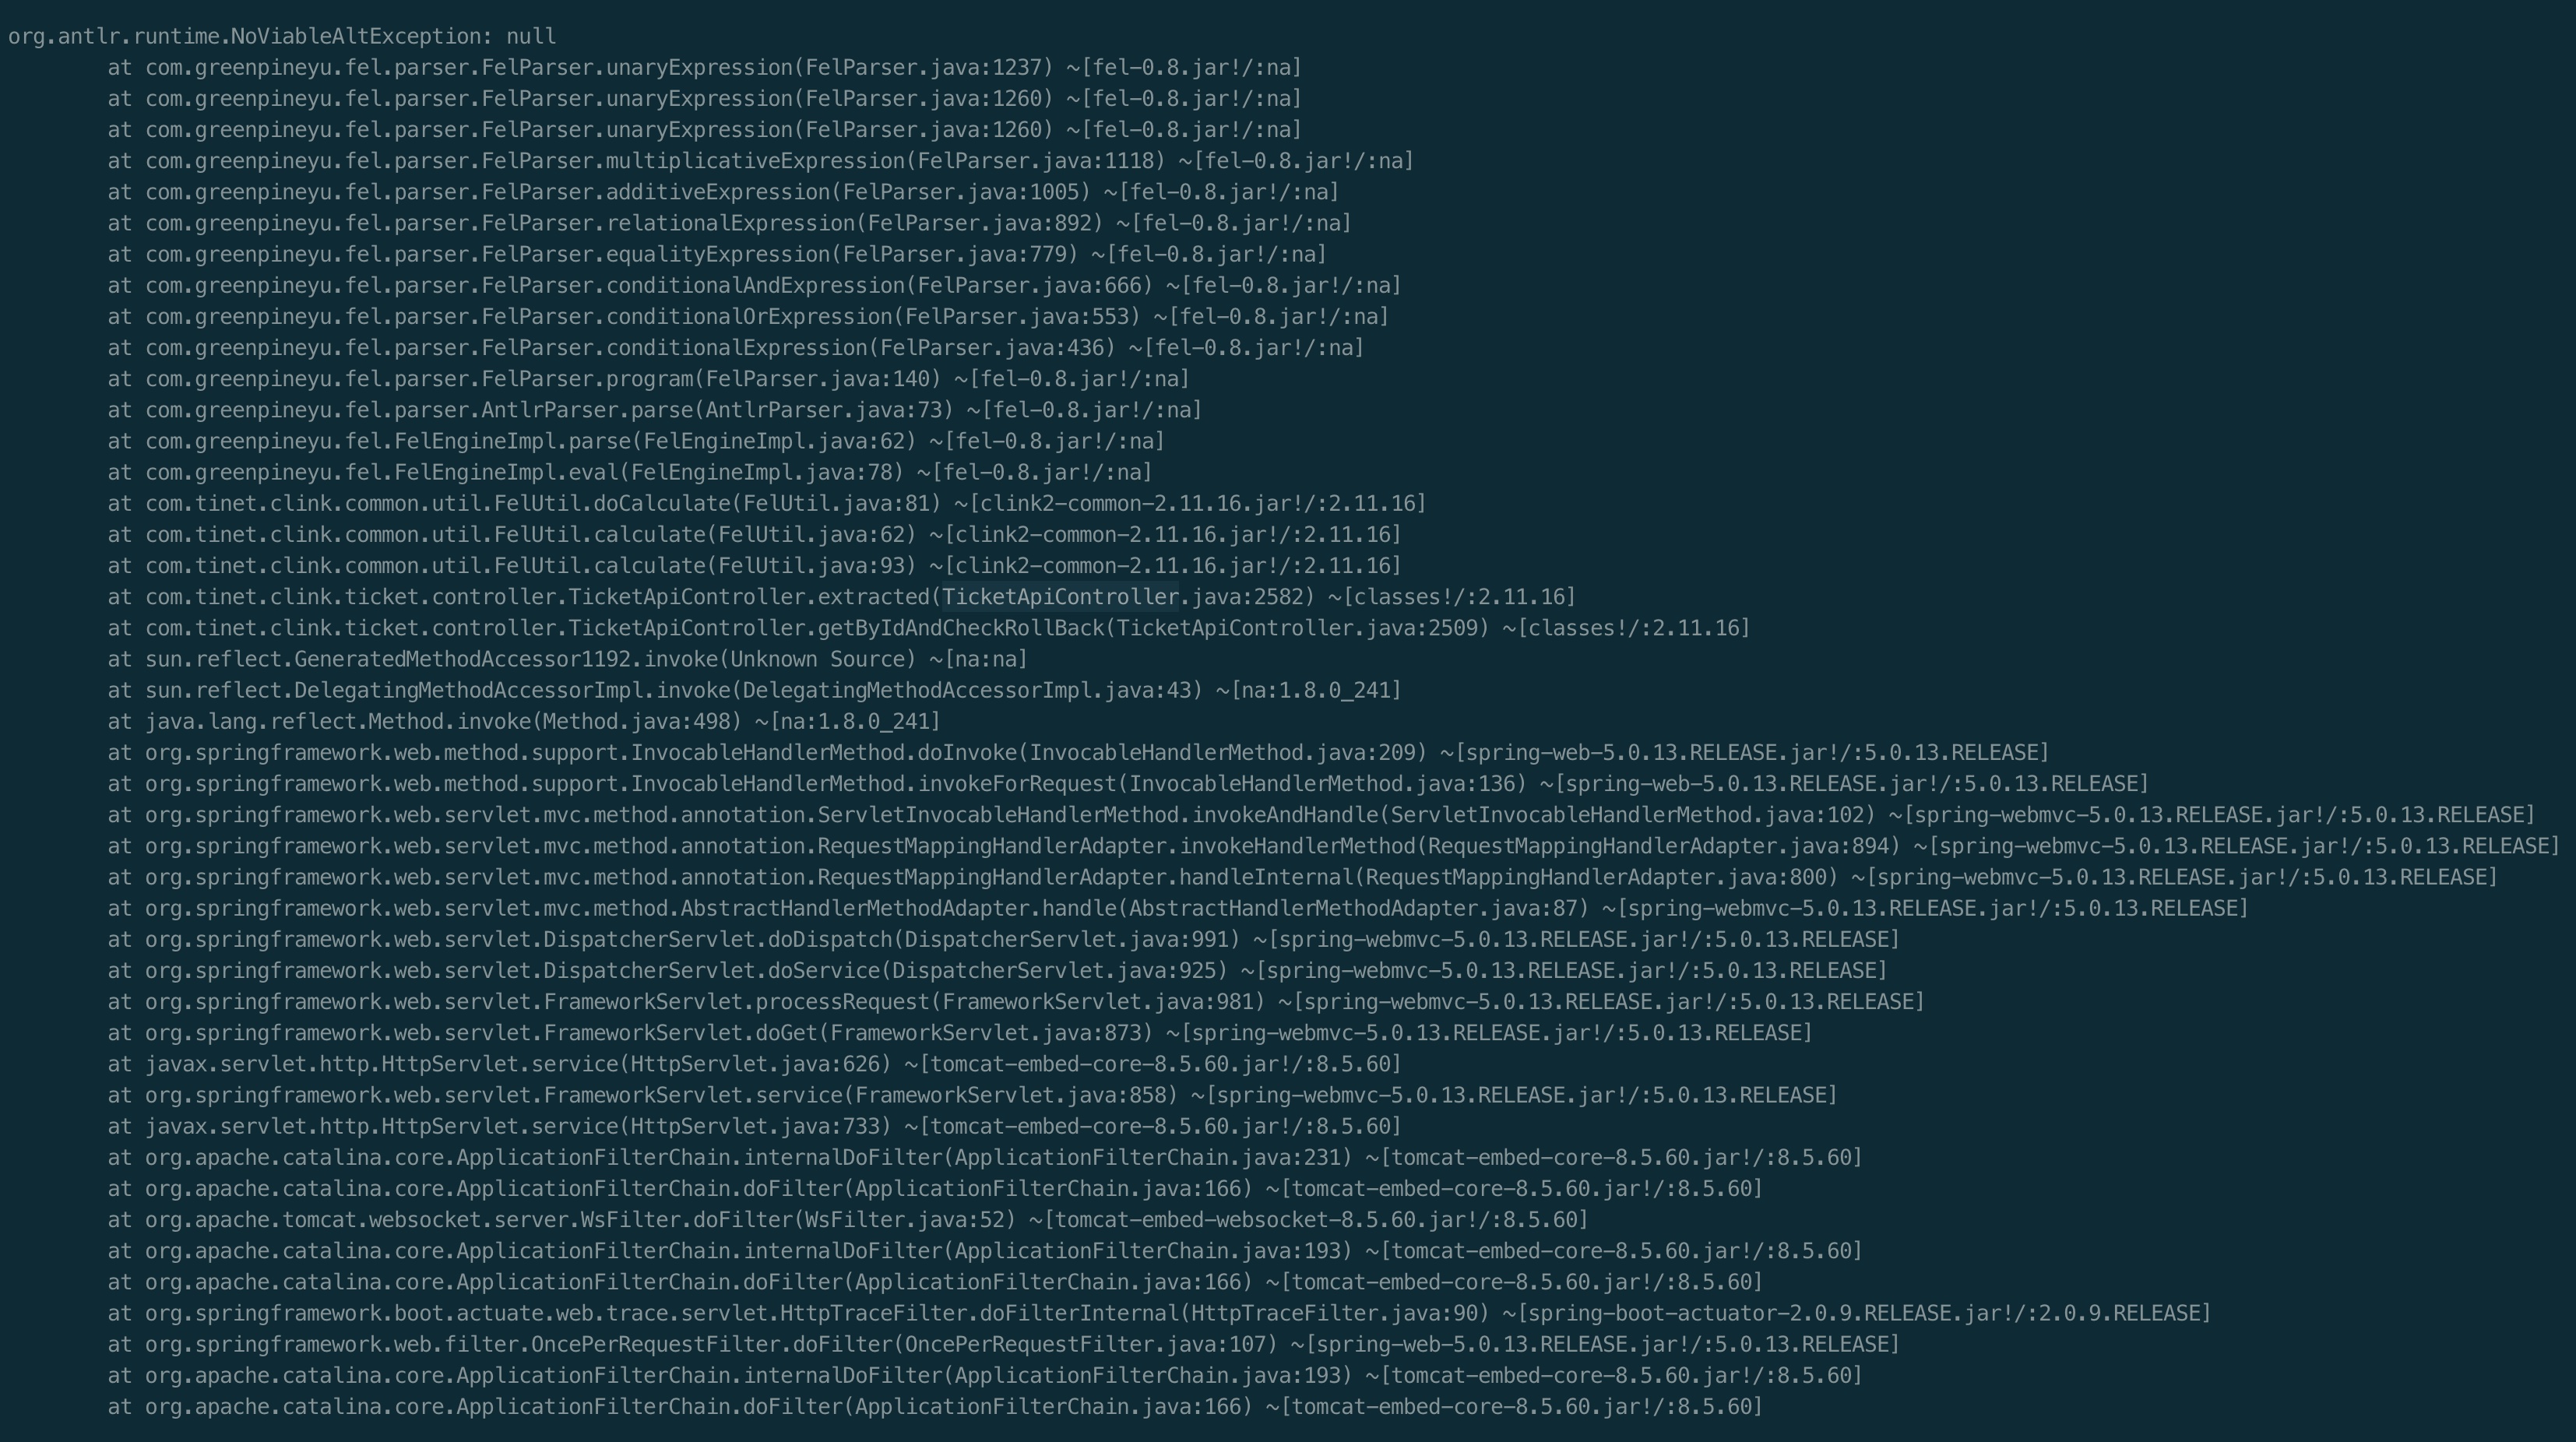 org.antlr.runtime.NoViableAltException: null
at com.greenpineyu.fel.parser.FelParser.unaryExpression(FelParser.java:1237) ~[fel-0.8.jar!/:na]
at com.greenpineyu.fel.parser.FelParser.unaryExpression(FelParser.java:1260) ~[fel-0.8.jar!/:na]
at com.greenpineyu.fel.parser.FelParser.unaryExpression(FelParser.java:1260) ~[fel-0.8.jar!/:na]
at com.greenpineyu.fel.parser.FelParser.multiplicativeExpression(FelParser.java:1118) ~[fel-0.8.jar!/:na]
at com.greenpineyu.fel.parser.FelParser.additiveExpression(FelParser.java:1005) ~[fel-0.8.jar!/:na]
at com.greenpineyu.fel.parser.FelParser.relationalExpression(FelParser.java:892) ~[fel-0.8.jar!/:na]
at com.greenpineyu.fel.parser.FelParser.equalityExpression(FelParser.java:779) ~[fel-0.8.jar!/:na]
at com.greenpineyu.fel.parser.FelParser.conditionalAndExpression(FelParser.java:666) ~[fel-0.8.jar!/:na]
at com.greenpineyu.fel.parser.FelParser.conditionalOrExpression(FelParser.java:553) ~[fel-0.8.jar!/:na]
at com.greenpineyu.fel.parser.FelParser.conditionalExpression(FelParser.java:436) ~[fel-0.8.jar!/:na]
at com.greenpineyu.fel.parser.FelParser.program(FelParser.java:140) ~[fel-0.8.jar!/:na]
at com.greenpineyu.fel.parser.AntlrParser.parse(AntlrParser.java:73) ~[fel-0.8.jar!/:na]
at com.greenpineyu.fel.FelEngineImpl.parse(FelEngineImpl.java:62) ~[fel-0.8.jar!/:na]
at com.greenpineyu.fel.FelEngineImpl.eval(FelEngineImpl.java:78) ~[fel-0.8.jar!/:na]
at com.tinet.clink.common.util.FelUtil.doCalculate(FelUtil.java:81) ~[clink2-common-2.11.16.jar!/:2.11.16]
at com.tinet.clink.common.util.FelUtil.calculate(FelUtil.java:62) ~[clink2-common-2.11.16.jar!/:2.11.16]
at com.tinet.clink.common.util.FelUtil.calculate(FelUtil.java:93) ~[clink2-common-2.11.16.jar!/:2.11.16]
at com.tinet.clink.ticket.controller.TicketApiController.extracted(TicketApiController.java:2582) ~[classes!/:2.11.16]
at com.tinet.clink.ticket.controller.TicketApiController.getByIdAndCheckRollBack(TicketApiController.java:2509) ~[classes!/:2.11.16]
at sun.reflect.GeneratedMethodAccessor1192.invoke(Unknown Source) ~[na:na]
at sun.reflect.DelegatingMethodAccessorImpl.invoke(DelegatingMethodAccessorImpl.java:43) ~[na:1.8.0_241]
at java.lang.reflect.Method.invoke(Method.java:498) ~[na:1.8.0_241]
at org.springframework.web.method.support.InvocableHandlerMethod.doInvoke(InvocableHandlerMethod.java:209) ~[spring-web-5.0.13.RELEASE.jar!/:5.0.13.RELEASE]
at org.springframework.web.method.support.InvocableHandlerMethod.invokeForRequest(InvocableHandlerMethod.java:136) ~[spring-web-5.0.13.RELEASE.jar!/:5.0.13.RELEASE]
at org.springframework.web.servlet.mvc.method.annotation.ServletInvocableHandlerMethod.invokeAndHandle(ServletInvocableHandlerMethod.java:102) ~[spring-webmvc-5.0.13.RELEASE.jar!/:5.0.13.RELEASE]
at org.springframework.web.servlet.mvc.method.annotation.RequestMappingHandlerAdapter.invokeHandlerMethod(RequestMappingHandlerAdapter.java:894) ~[spring-webmvc-5.0.13.RELEASE.jar!/:5.0.13.RELEASE]
at org.springframework.web.servlet.mvc.method.annotation.RequestMappingHandlerAdapter.handleInternal(RequestMappingHandlerAdapter.java:800) ~[spring-webmvc-5.0.13.RELEASE.jar!/:5.0.13.RELEASE]
at org.springframework.web.servlet.mvc.method.AbstractHandlerMethodAdapter.handle(AbstractHandlerMethodAdapter.java:87) ~[spring-webmvc-5.0.13.RELEASE.jar!/:5.0.13.RELEASE]
at org.springframework.web.servlet.DispatcherServlet.doDispatch(DispatcherServlet.java:991) ~[spring-webmvc-5.0.13.RELEASE.jar!/:5.0.13.RELEASE]
at org.springframework.web.servlet.DispatcherServlet.doService(DispatcherServlet.java:925) ~[spring-webmvc-5.0.13.RELEASE.jar!/:5.0.13.RELEASE]
at org.springframework.web.servlet.FrameworkServlet.processRequest(FrameworkServlet.java:981) ~[spring-webmvc-5.0.13.RELEASE.jar!/:5.0.13.RELEASE]
at org.springframework.web.servlet.FrameworkServlet.doGet(FrameworkServlet.java:873) ~[spring-webmvc-5.0.13.RELEASE.jar!/:5.0.13.RELEASE]
at javax.servlet.http.HttpServlet.service(HttpServlet.java:626) ~[tomcat-embed-core-8.5.60.jar!/:8.5.60]
at org.springframework.web.servlet.FrameworkServlet.service(FrameworkServlet.java:858) ~[spring-webmvc-5.0.13.RELEASE.jar!/:5.0.13.RELEASE]
at javax.servlet.http.HttpServlet.service(HttpServlet.java:733) ~[tomcat-embed-core-8.5.60.jar!/:8.5.60]
at org.apache.catalina.core.ApplicationFilterChain.internalDoFilter(ApplicationFilterChain.java:231) ~[tomcat-embed-core-8.5.60.jar!/:8.5.60]
at org.apache.catalina.core.ApplicationFilterChain.doFilter(ApplicationFilterChain.java:166) ~[tomcat-embed-core-8.5.60.jar!/:8.5.60]
at org.apache.tomcat.websocket.server.WsFilter.doFilter(WsFilter.java:52) ~[tomcat-embed-websocket-8.5.60.jar!/:8.5.60]
at org.apache.catalina.core.ApplicationFilterChain.internalDoFilter(ApplicationFilterChain.java:193) ~[tomcat-embed-core-8.5.60.jar!/:8.5.60]
at org.apache.catalina.core.ApplicationFilterChain.doFilter(ApplicationFilterChain.java:166) ~[tomcat-embed-core-8.5.60.jar!/:8.5.60]
at org.springframework.boot.actuate.web.trace.servlet.HttpTraceFilter.doFilterInternal(HttpTraceFilter.java:90) ~[spring-boot-actuator-2.0.9.RELEASE.jar!/:2.0.9.RELEASE]
at org.springframework.web.filter.OncePerRequestFilter.doFilter(OncePerRequestFilter.java:107) ~[spring-web-5.0.13.RELEASE.jar!/:5.0.13.RELEASE]
at org.apache.catalina.core.ApplicationFilterChain.internalDoFilter(ApplicationFilterChain.java:193) ~[tomcat-embed-core-8.5.60.jar!/:8.5.60]
at org.apache.catalina.core.ApplicationFilterChain.doFilter(ApplicationFilterChain.java:166) ~[tomcat-embed-core-8.5.60.jar!/:8.5.60]